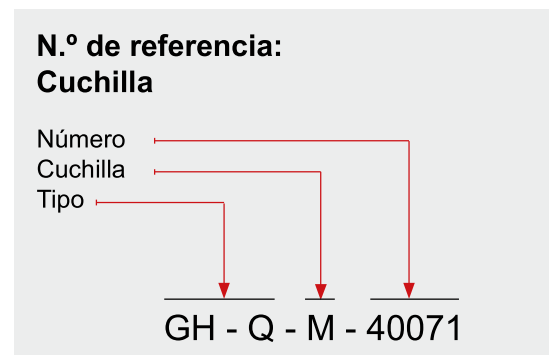 N.º de referencia:
Cuchilla
Número
Cuchilla
Tipo
GH - Q - M - 40071